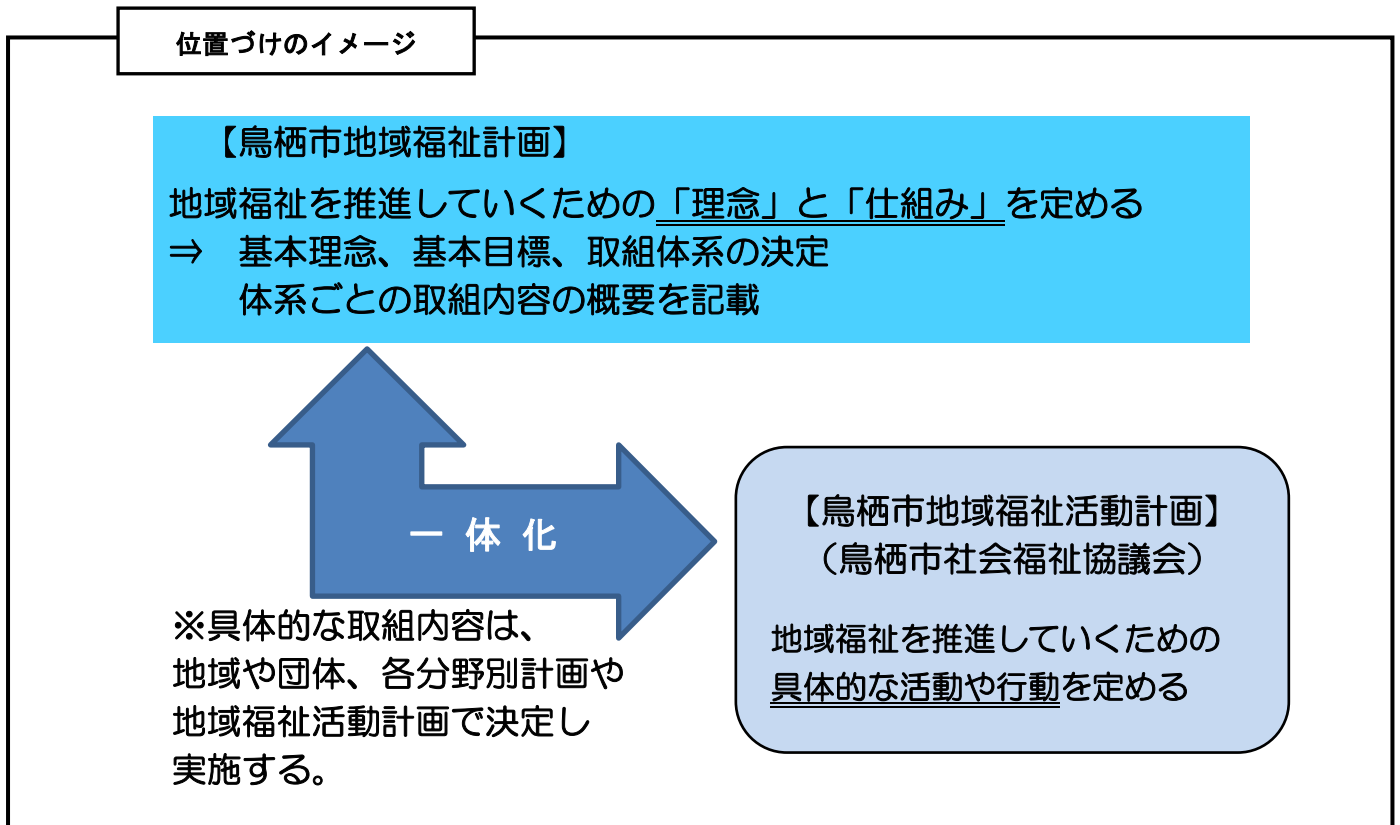 位置づけのイメージ
【鳥栖市地域福祉計画】
地域福祉を推進していくための「理念」と「仕組み」を定める
⇒　基本理念、基本目標、取組体系の決定
体系ごとの取組内容の概要を記載
一 体 化
【鳥栖市地域福祉活動計画】
（鳥栖市社会福祉協議会）
地域福祉を推進していくための
具体的な活動や行動を定める
※具体的な取組内容は、
地域や団体、各分野別計画や
地域福祉活動計画で決定し
実施する。